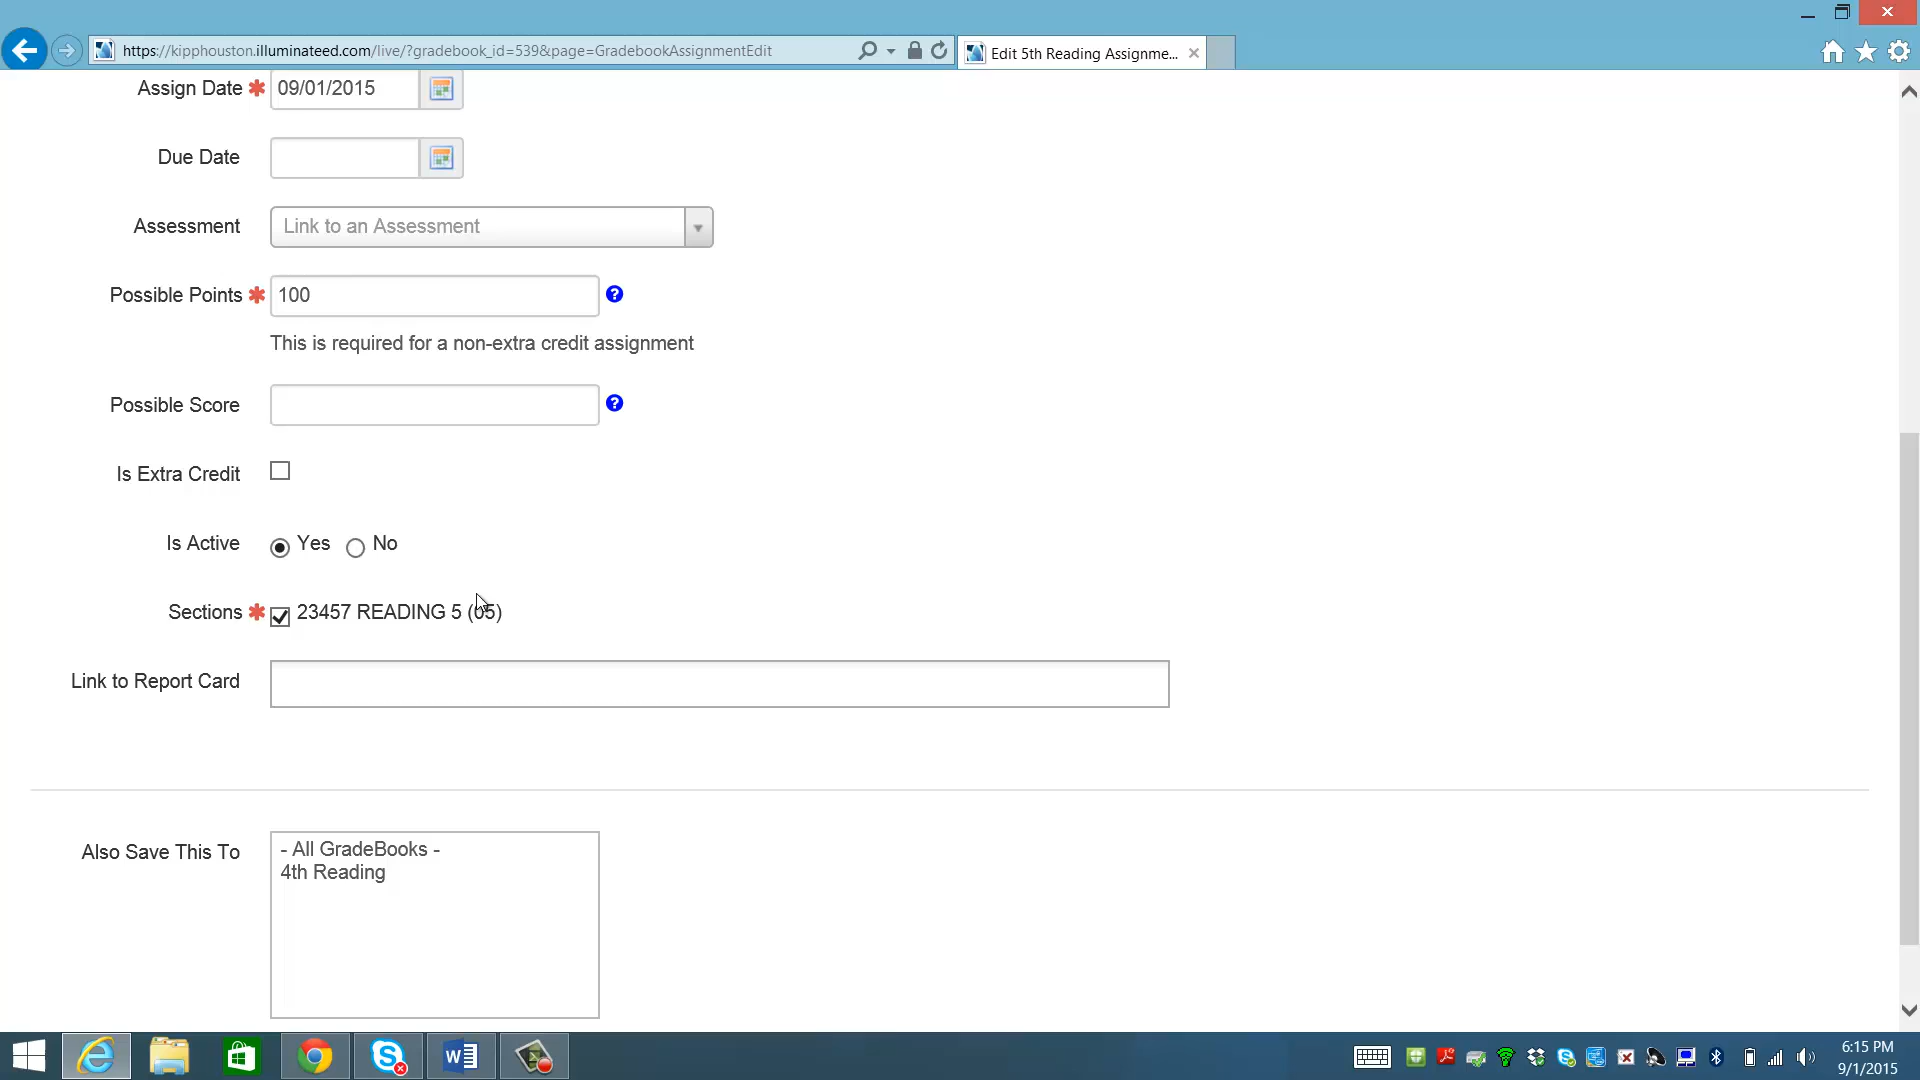 https://kipphouston.illuminateed.com/live/?gradebook_id=539&page=GradebookAssignmentEdit
Edit 5th Reading Assignme...
Assign Date * 09/01/2015
Due Date
Assessment Link to an Assessment
Possible Points * 100
This is required for a non-extra credit assignment
Possible Score
Is Extra Credit
Is Active Yes No
Sections * 23457 READING 5 (05)
Link to Report Card
Also Save This To
- All GradeBooks -
4th Reading
6:15 PM
9/1/2015